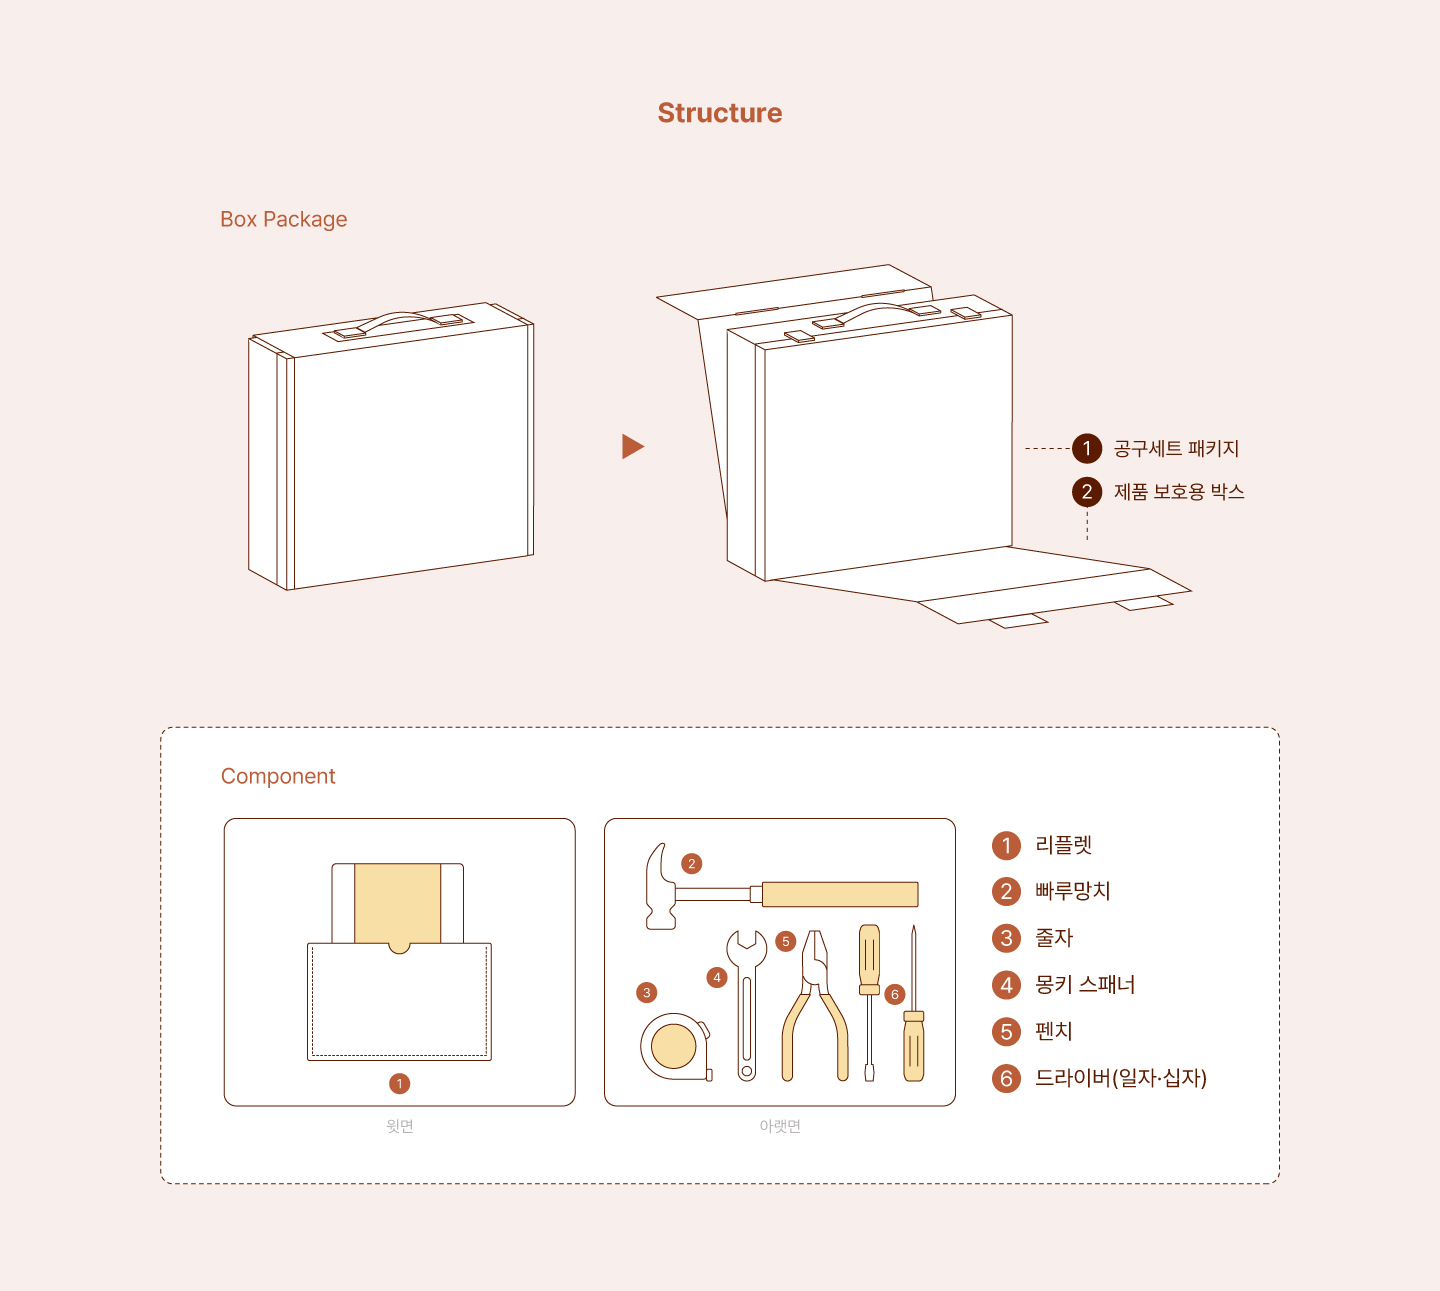 Structure
Box Package
1 공구세트 패키지
2 제품 보호용 박스
Component
1
윗면
2
3
4
5
6
아랫면
1 리플렛
2 빠루망치
3 줄자
4 몽키 스패너
5 펜치
6 드라이버(일자·십자)